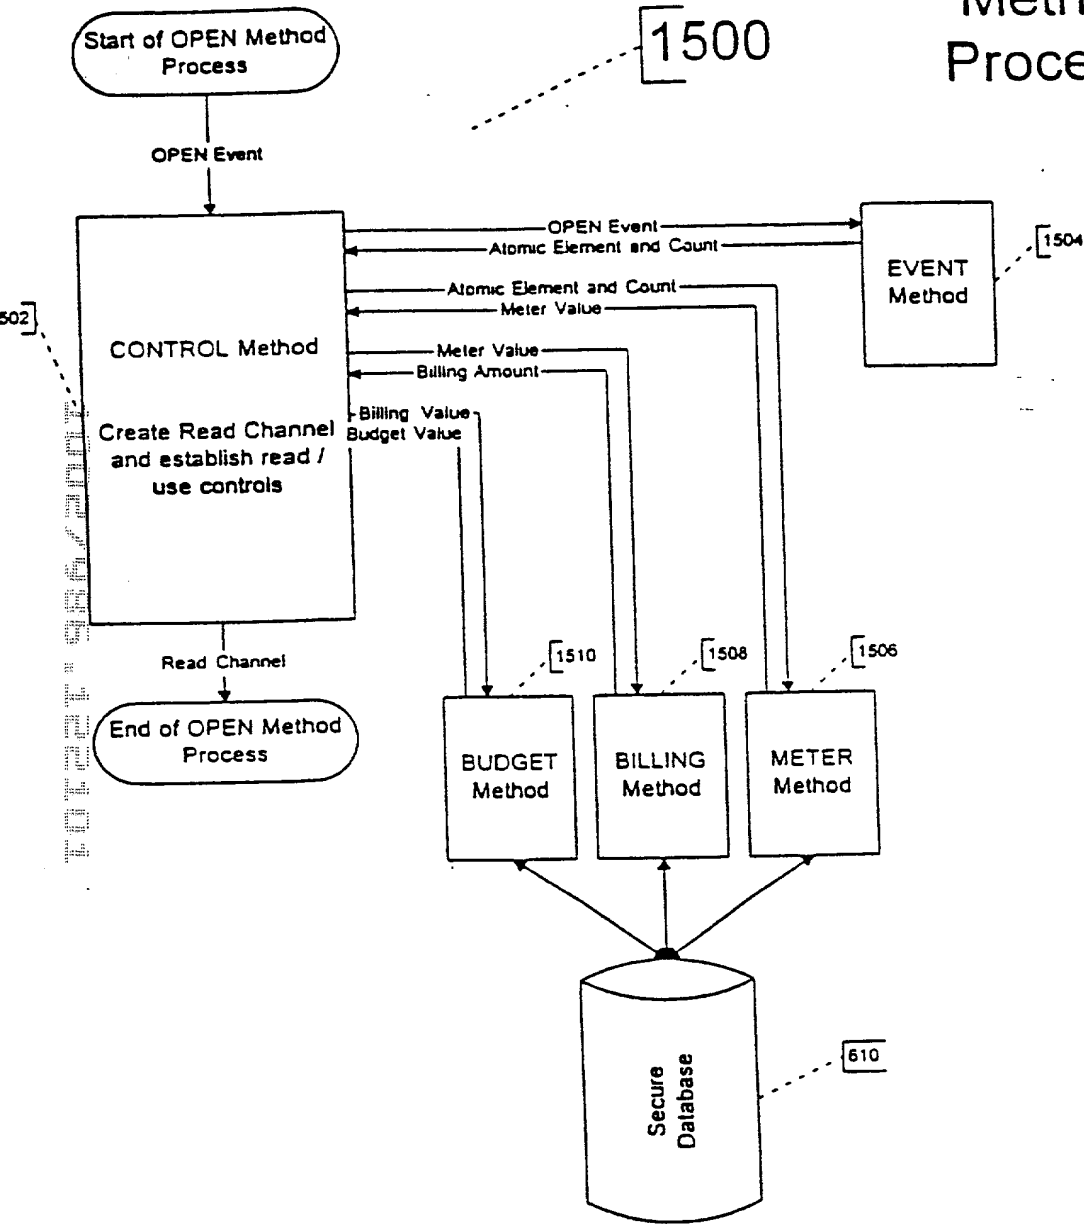 Start of OPEN Method
Process
1500
Meth
Proce
OPEN Event
OPEN Event
Atomic Element and Count
EVENT
Method
1504
Atomic Element and Count
Meter Value
502
CONTROL Method
Meter Value
Billing Amount
Billing Value
Budget Value
Create Read Channel
and establish read /
use controls
Read Channel
1510
1508
1506
End of OPEN Method
Process
BUDGET
Method
BILLING
Method
METER
Method
Secure
Database
610